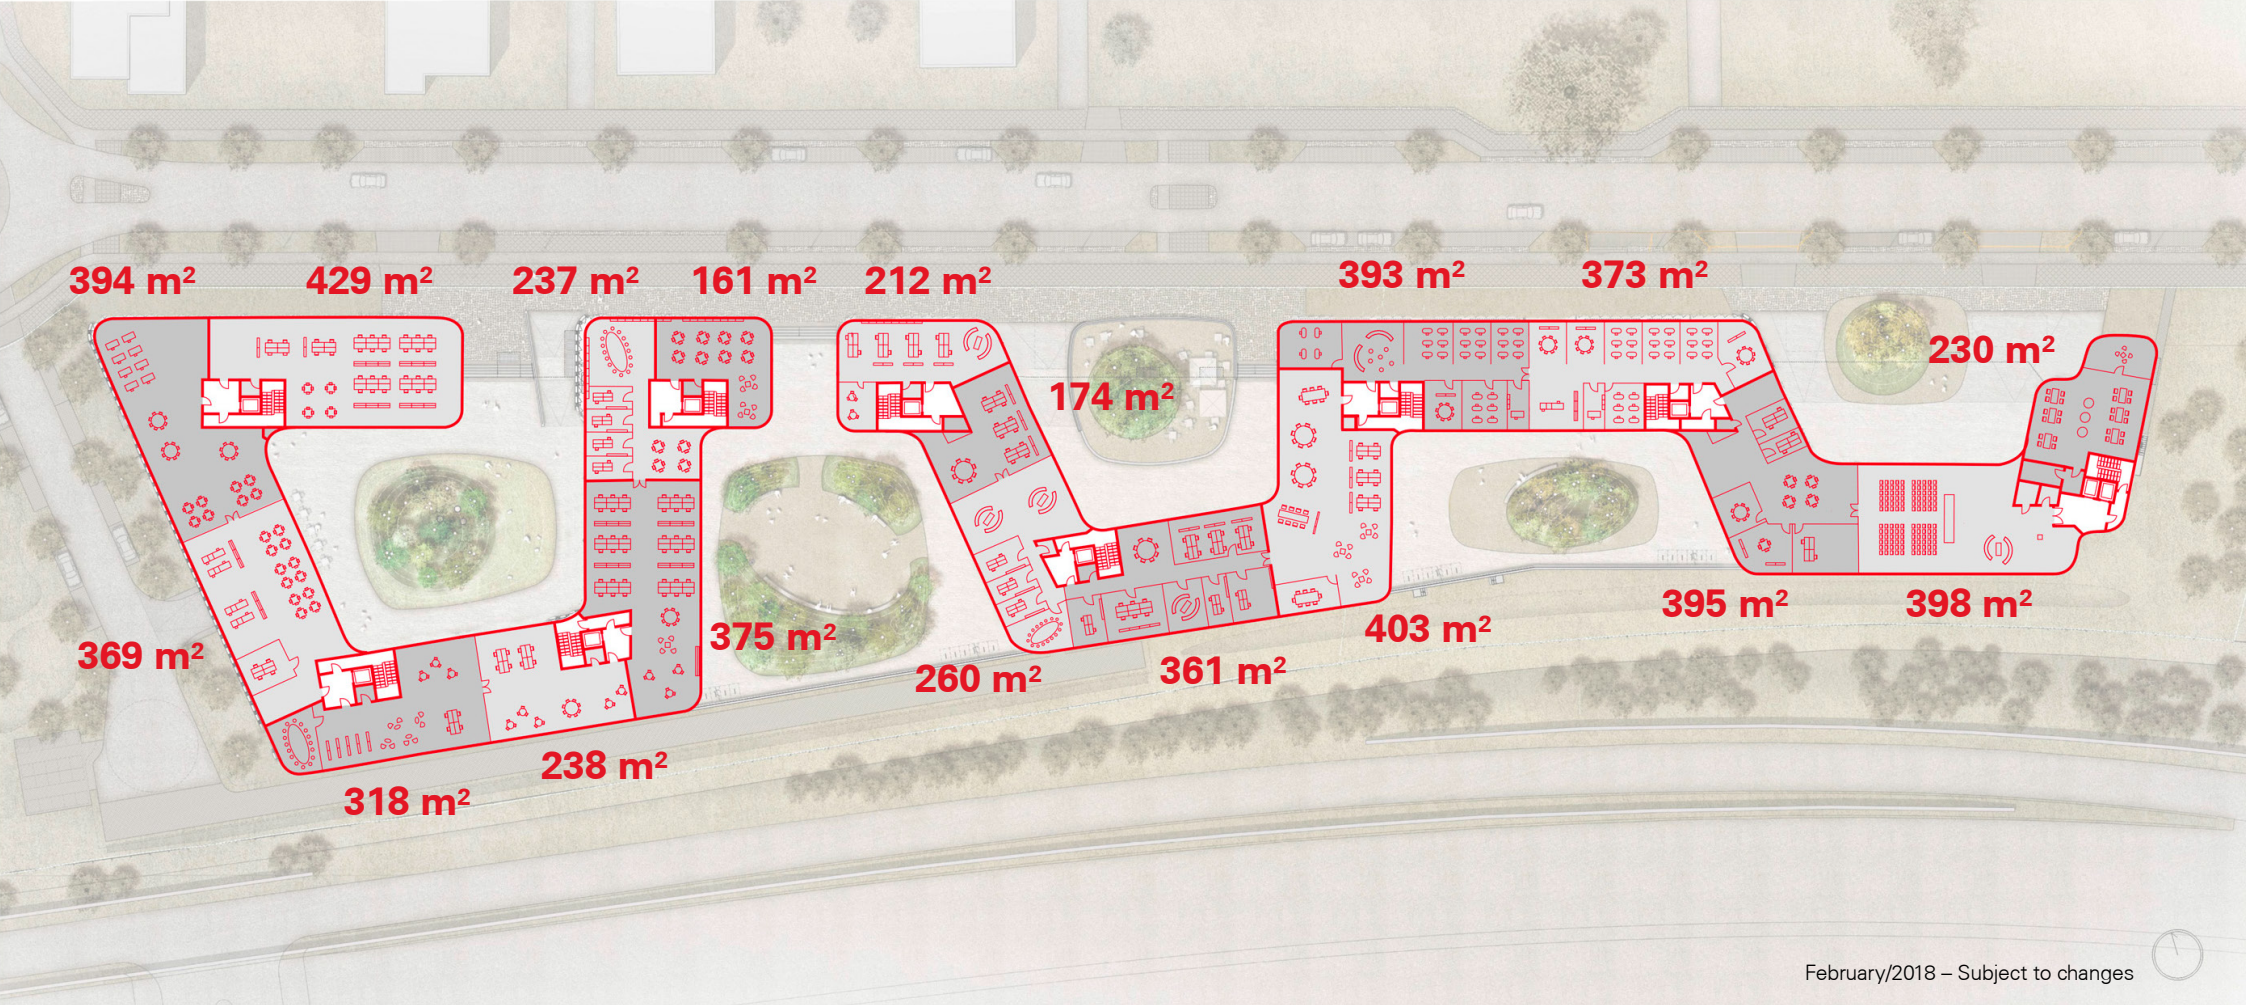 394 m²
429 m²
237 m²
161 m²
212 m²
393 m²
373 m²
230 m²
174 m²
369 m²
375 m²
260 m²
361 m²
403 m²
395 m²
398 m²
238 m²
318 m²
February/2018 – Subject to changes